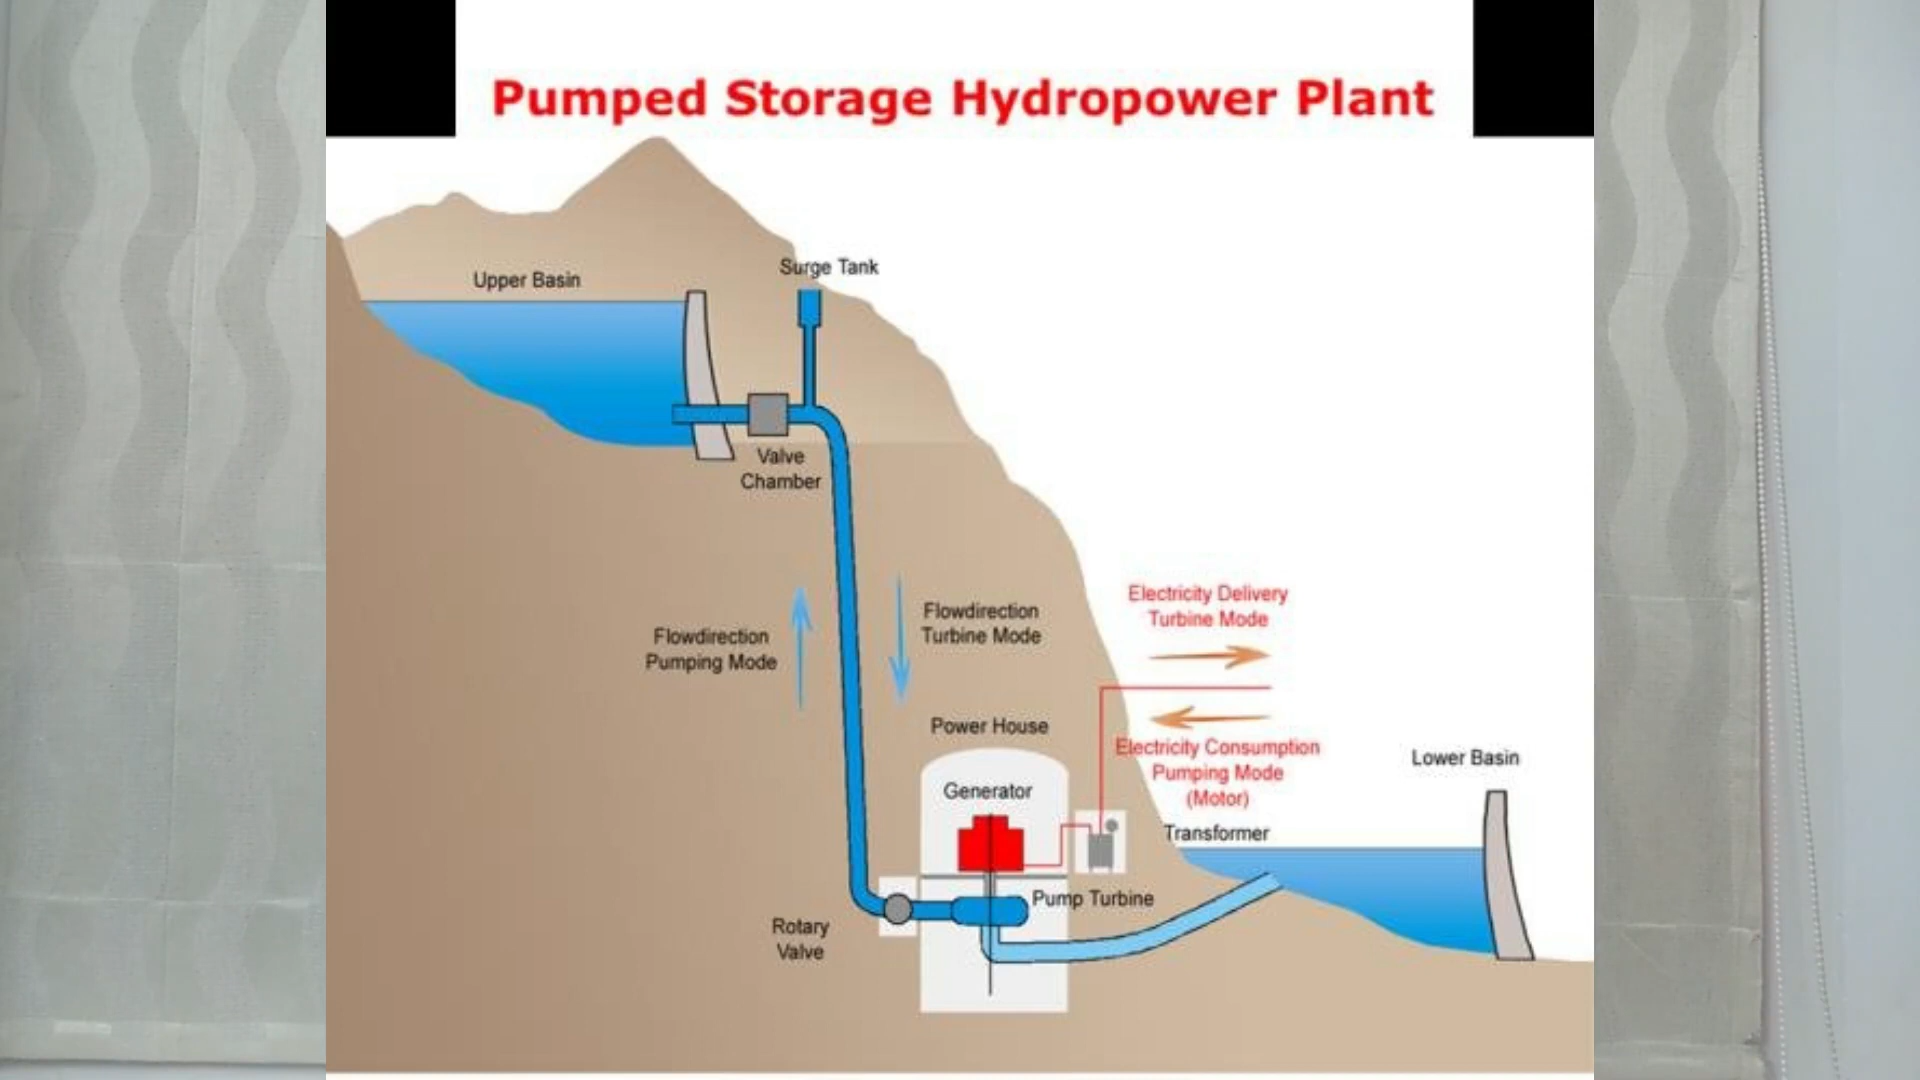 Pumped Storage Hydropower Plant
Surge Tank
Upper Basin
Valve
Chamber
Electricity Delivery
Turbine Mode
Flowdirection
Turbine Mode
Flowdirection
Pumping Mode
Power House
Electricity Consumption
Pumping Mode
(Motor)
Lower Basin
Generator
Transformer
Pump Turbine
Rotary
Valve